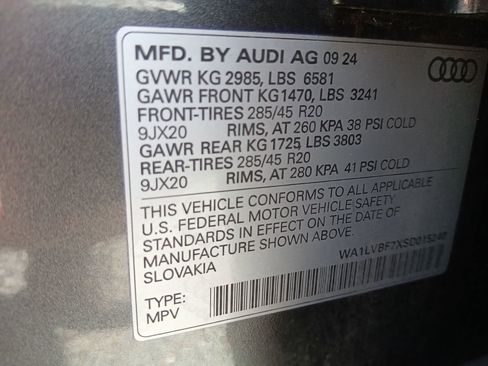 MFD. BY AUDI AG 09 24
GVWR KG 2985, LBS 6581
GAWR FRONT KG1470, LBS 3241
FRONT-TIRES 285/45 R20
9JX20 RIMS, AT 260 KPA 38 PSI COLD
GAWR REAR KG 1725, LBS 3803
REAR-TIRES 285/45 R20
9JX20 RIMS, AT 280 KPA 41 PSI COLD
THIS VEHICLE CONFORMS TO ALL APPLICABLE
U.S. FEDERAL MOTOR VEHICLE SAFETY
STANDARDS IN EFFECT ON THE DATE OF
MANUFACTURE SHOWN ABOVE.
SLOVAKIA
WA1LVBF7XSD015240
TYPE:
MPV